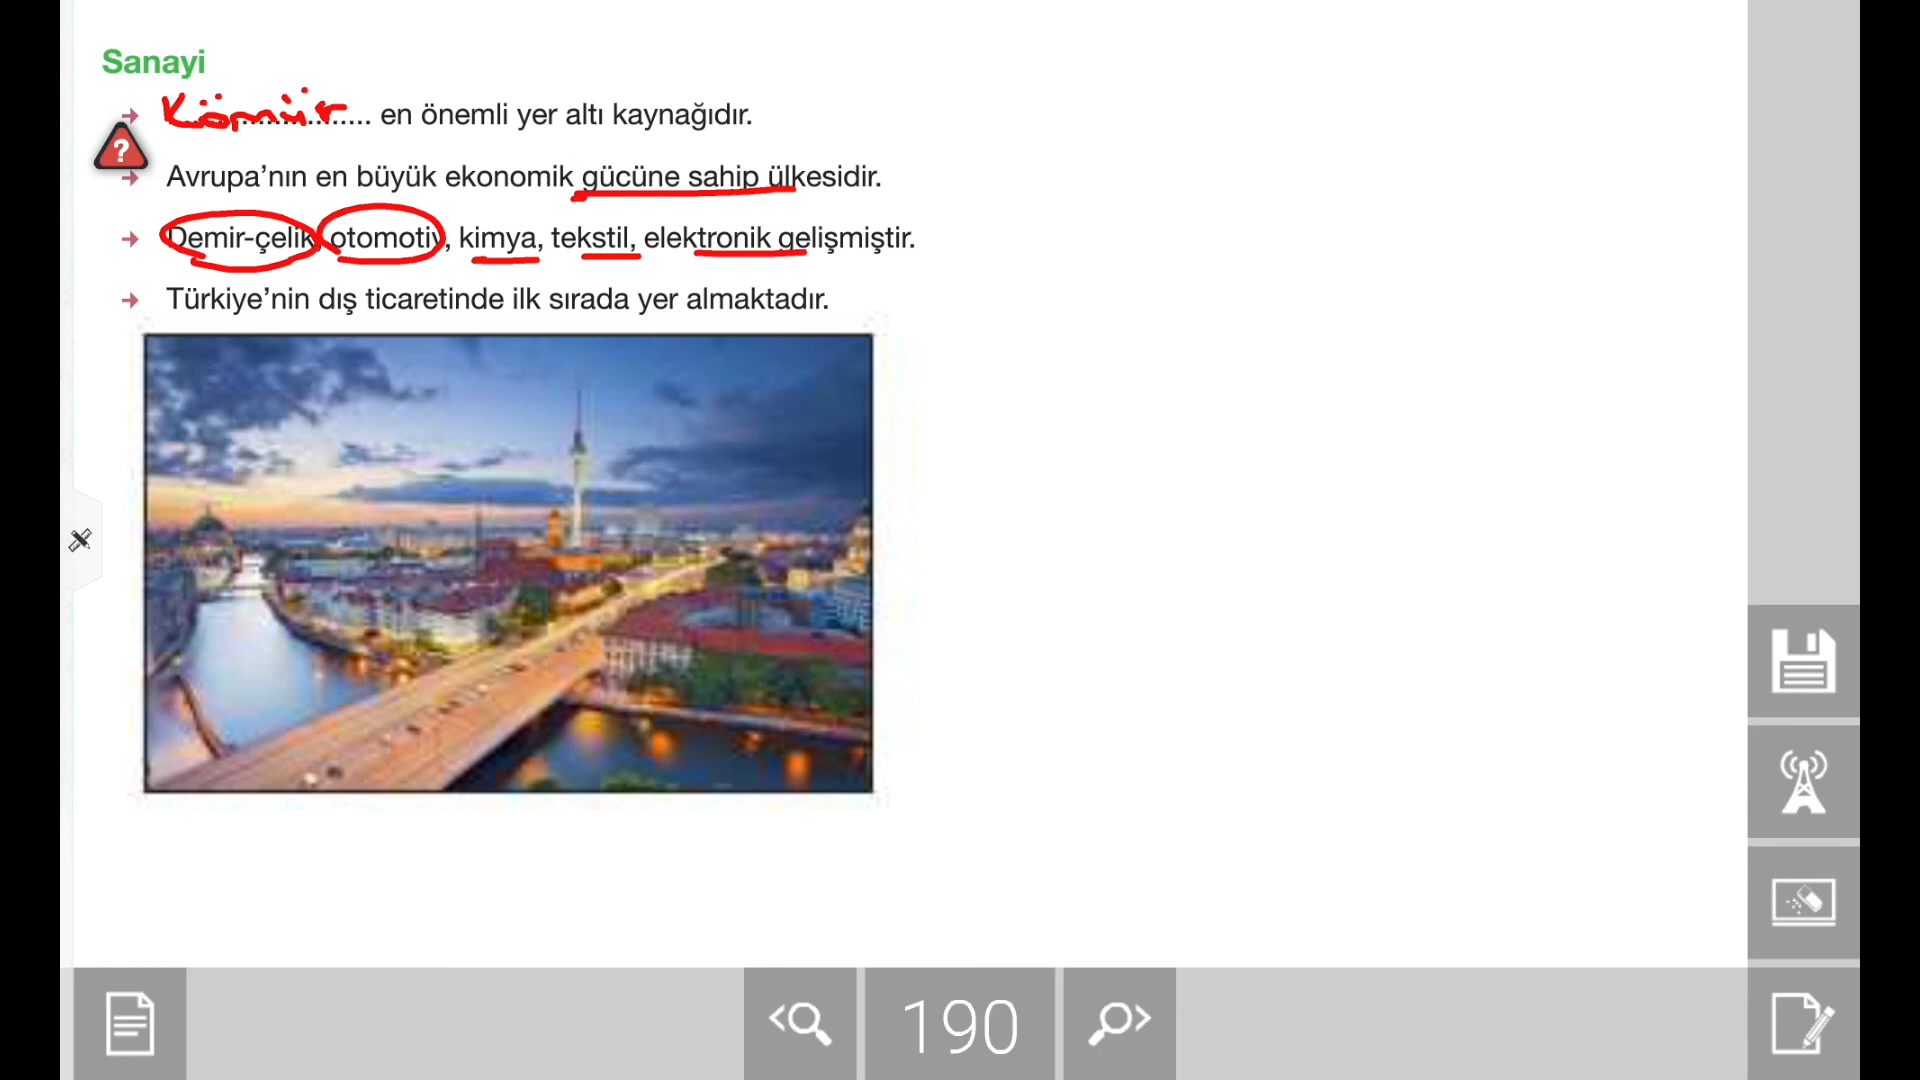 Sanayi
Kömür.... en önemli yer altı kaynağıdır.
?
Avrupa’nın en büyük ekonomik gücüne sahip ülkesidir.
Demir-çelik, otomotiv, kimya, tekstil, elektronik gelişmiştir.
Türkiye’nin dış ticaretinde ilk sırada yer almaktadır.
190